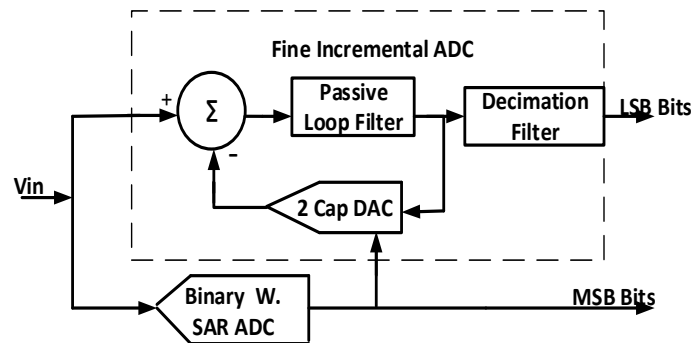 Fine Incremental ADC
+
Σ
Passive
Loop Filter
Decimation
Filter
LSB Bits
−
Vin
2 Cap DAC
Binary W.
SAR ADC
MSB Bits